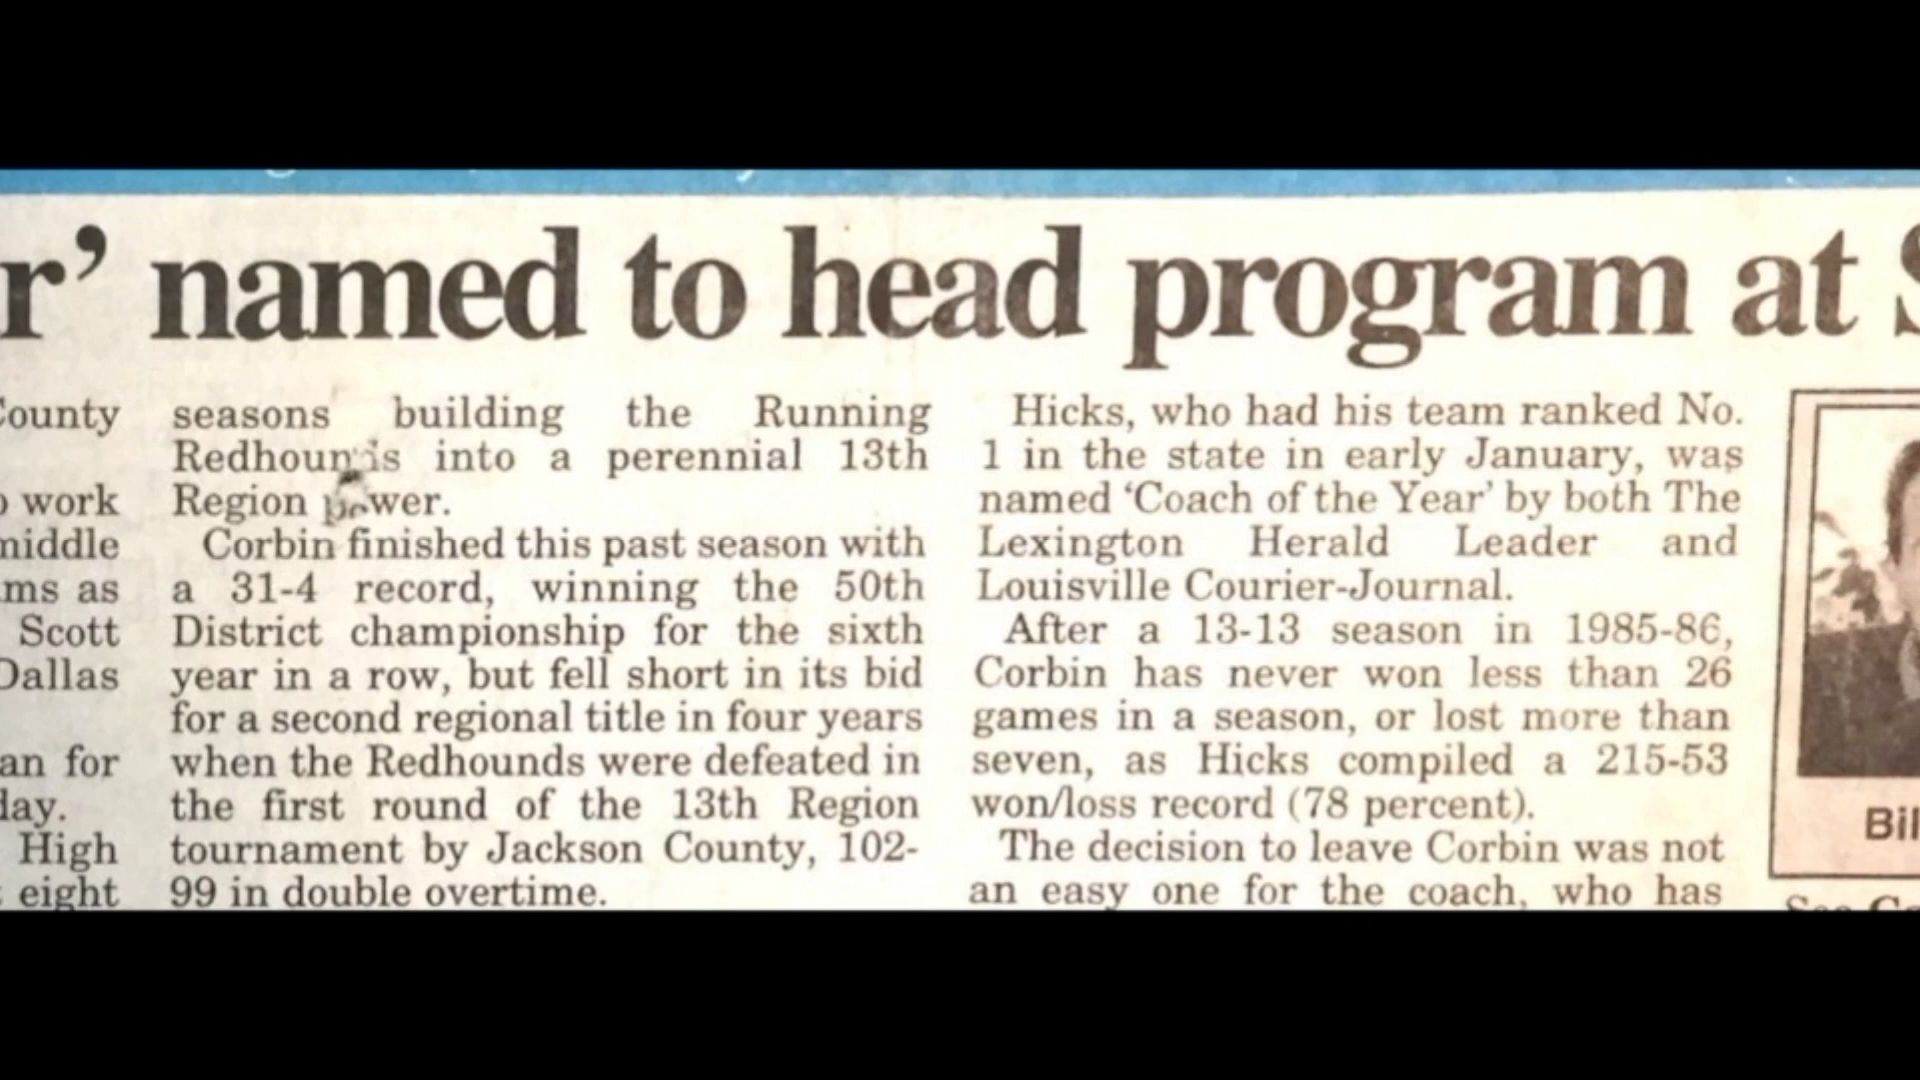 r’ named to head program at S
County
o work
middle
ms as
Scott
Dallas
an for
day.
High
eight
seasons building the Running
Redhounds into a perennial 13th
Region power.
Corbin finished this past season with
a 31-4 record, winning the 50th
District championship for the sixth
year in a row, but fell short in its bid
for a second regional title in four years
when the Redhounds were defeated in
the first round of the 13th Region
tournament by Jackson County, 102-
99 in double overtime.
Hicks, who had his team ranked No.
1 in the state in early January, was
named ‘Coach of the Year’ by both The
Lexington Herald Leader and
Louisville Courier-Journal.
After a 13-13 season in 1985-86,
Corbin has never won less than 26
games in a season, or lost more than
seven, as Hicks compiled a 215-53
won/loss record (78 percent).
The decision to leave Corbin was not
an easy one for the coach, who has
Bil